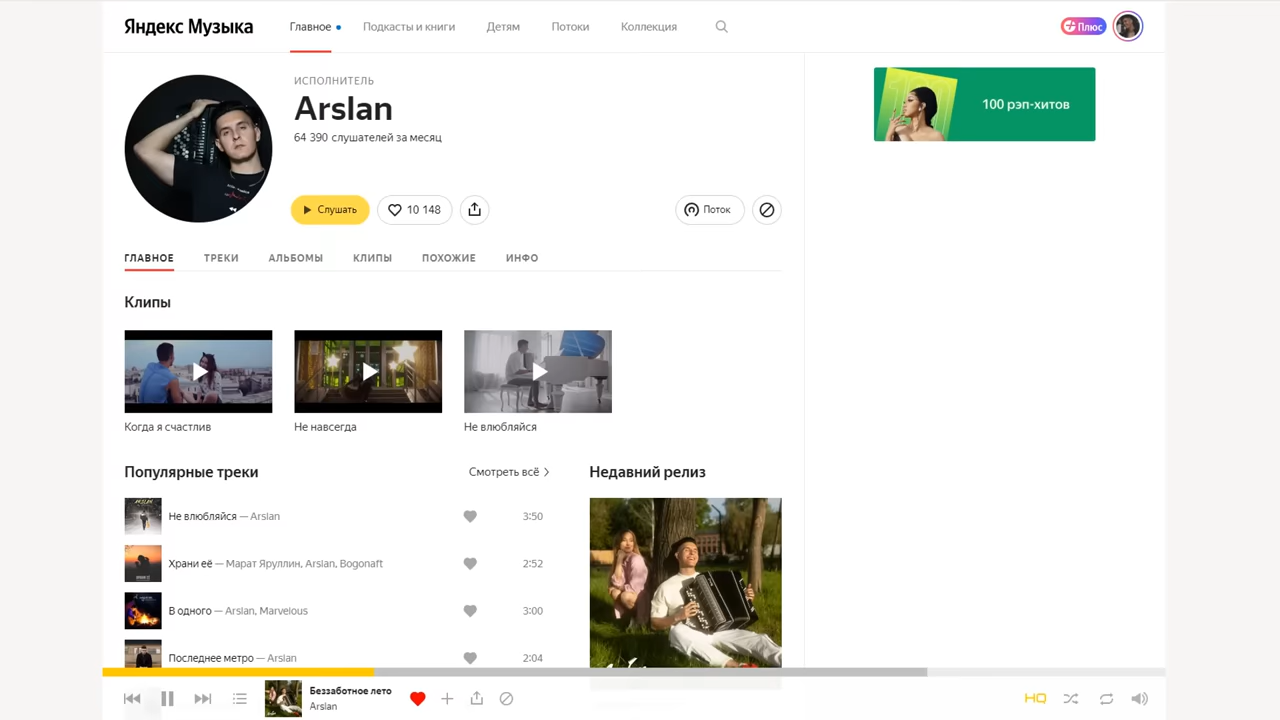 Яндекс Музыка
Главное
Подкасты и книги
Детям
Потоки
Коллекция
Плюс
ИСПОЛНИТЕЛЬ
Arslan
64 390 слушателей за месяц
100 рэп-хитов
Слушать
10 148
Поток
ГЛАВНОЕ
ТРЕКИ
АЛЬБОМЫ
КЛИПЫ
ПОХОЖИЕ
ИНФО
Клипы
Когда я счастлив
Не навсегда
Не влюбляйся
Популярные треки
Смотреть всё
Недавний релиз
Не влюбляйся — Arslan 3:50
Храни её — Марат Яруллин, Arslan, Bogonaft 2:52
В одного — Arslan, Marvelous 3:00
Последнее метро — Arslan 2:04
Беззаботное лето
Arslan
HQ